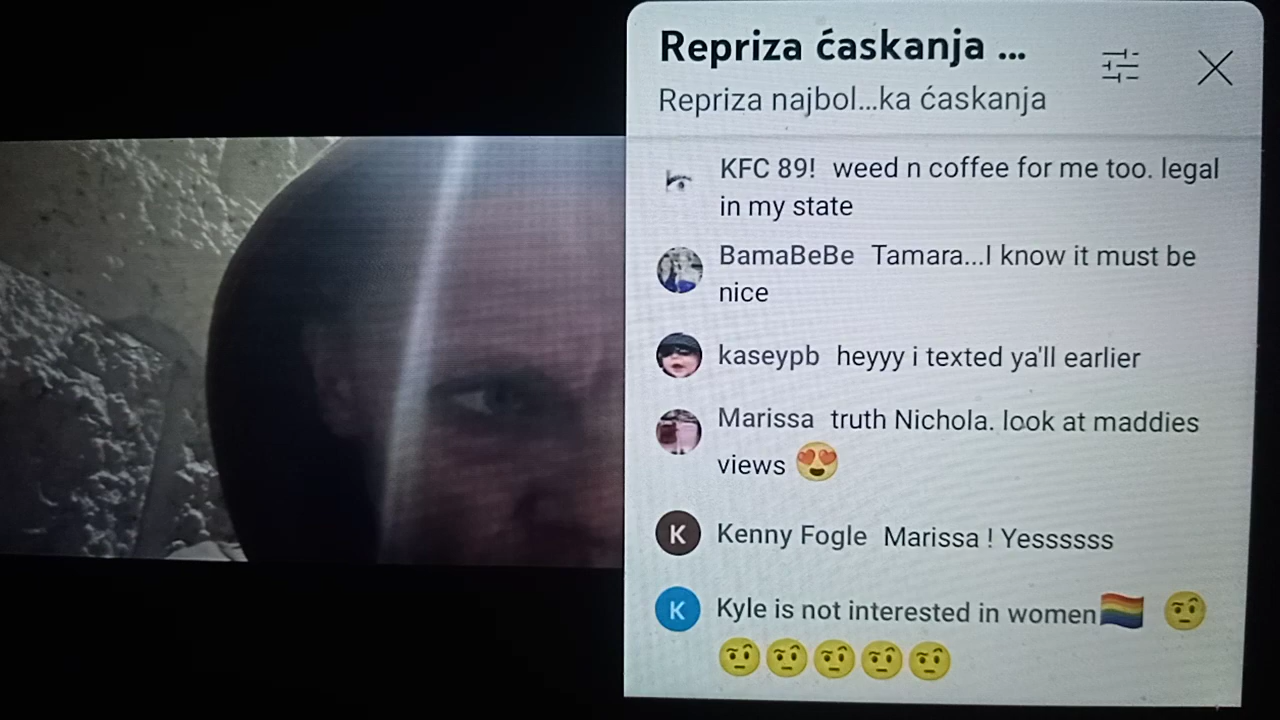 Repriza ćaskanja ...
Repriza najbol...ka ćaskanja
KFC 89! weed n coffee for me too. legal
in my state
BamaBeBe Tamara...I know it must be
nice
kaseypb heyyy i texted ya'll earlier
Marissa truth Nichola. look at maddies
views 😍
K Kenny Fogle Marissa ! Yessssss
K Kyle is not interested in women🏳️‍🌈 🤨
🤨🤨🤨🤨🤨